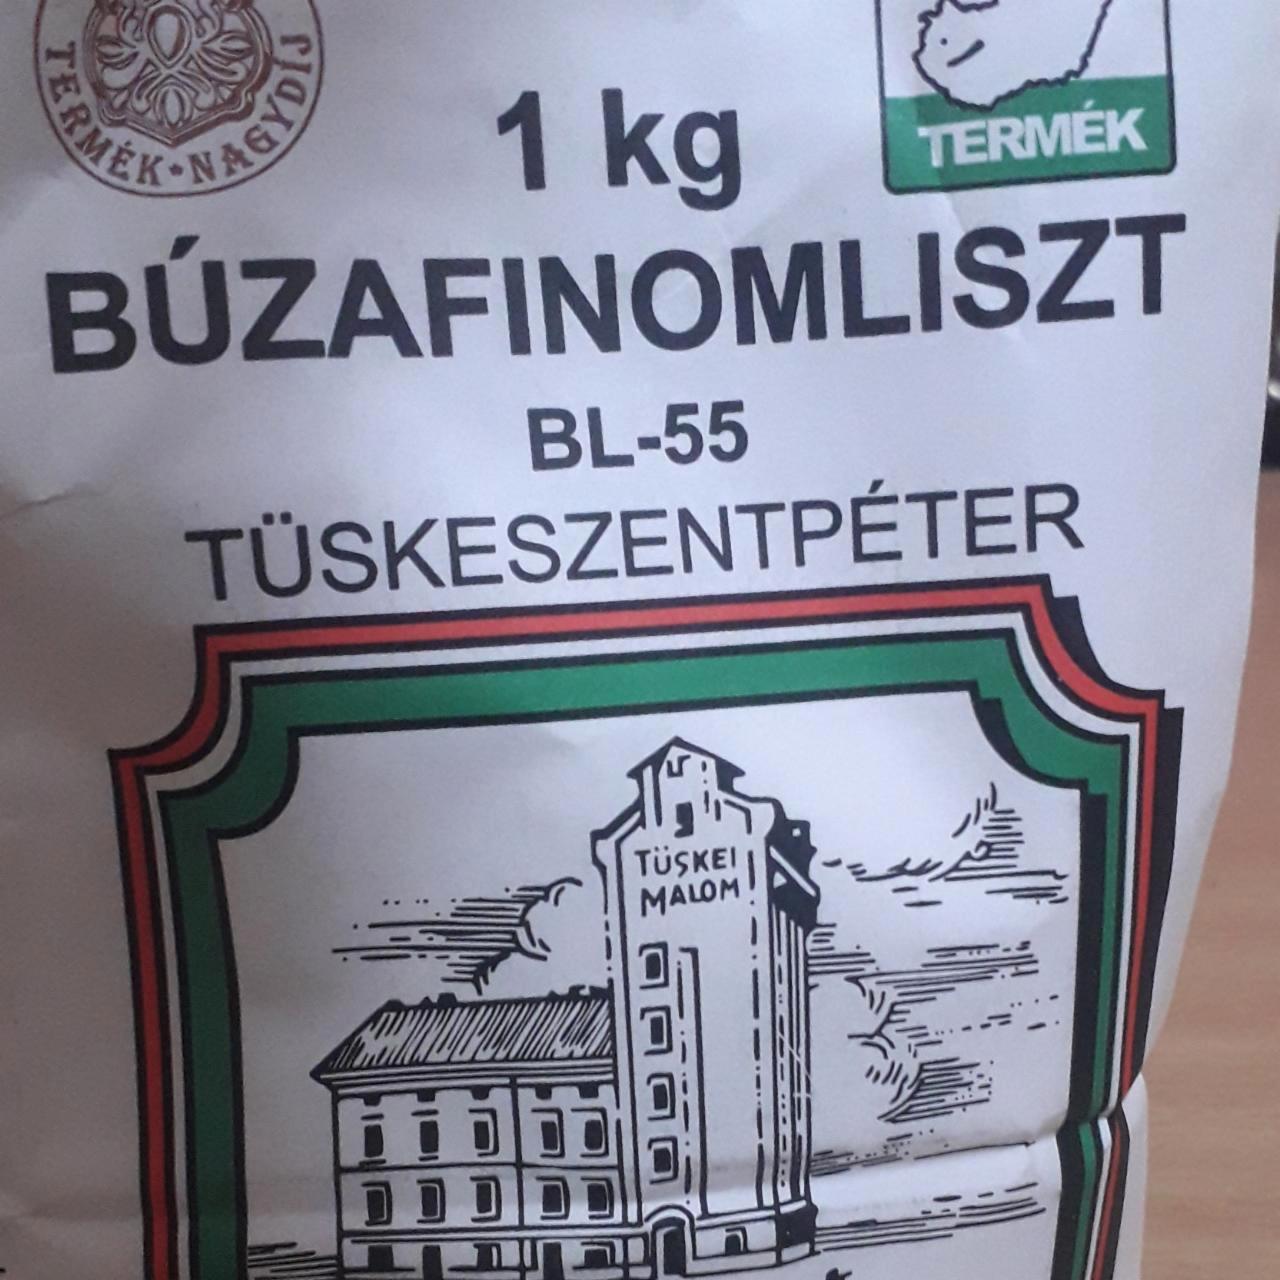 TERMÉK • NAGYDÍJ
TERMÉK
1 kg
BÚZAFINOMLISZT
BL-55
TÜSKESZENTPÉTER
TÜSKEI
MALOM